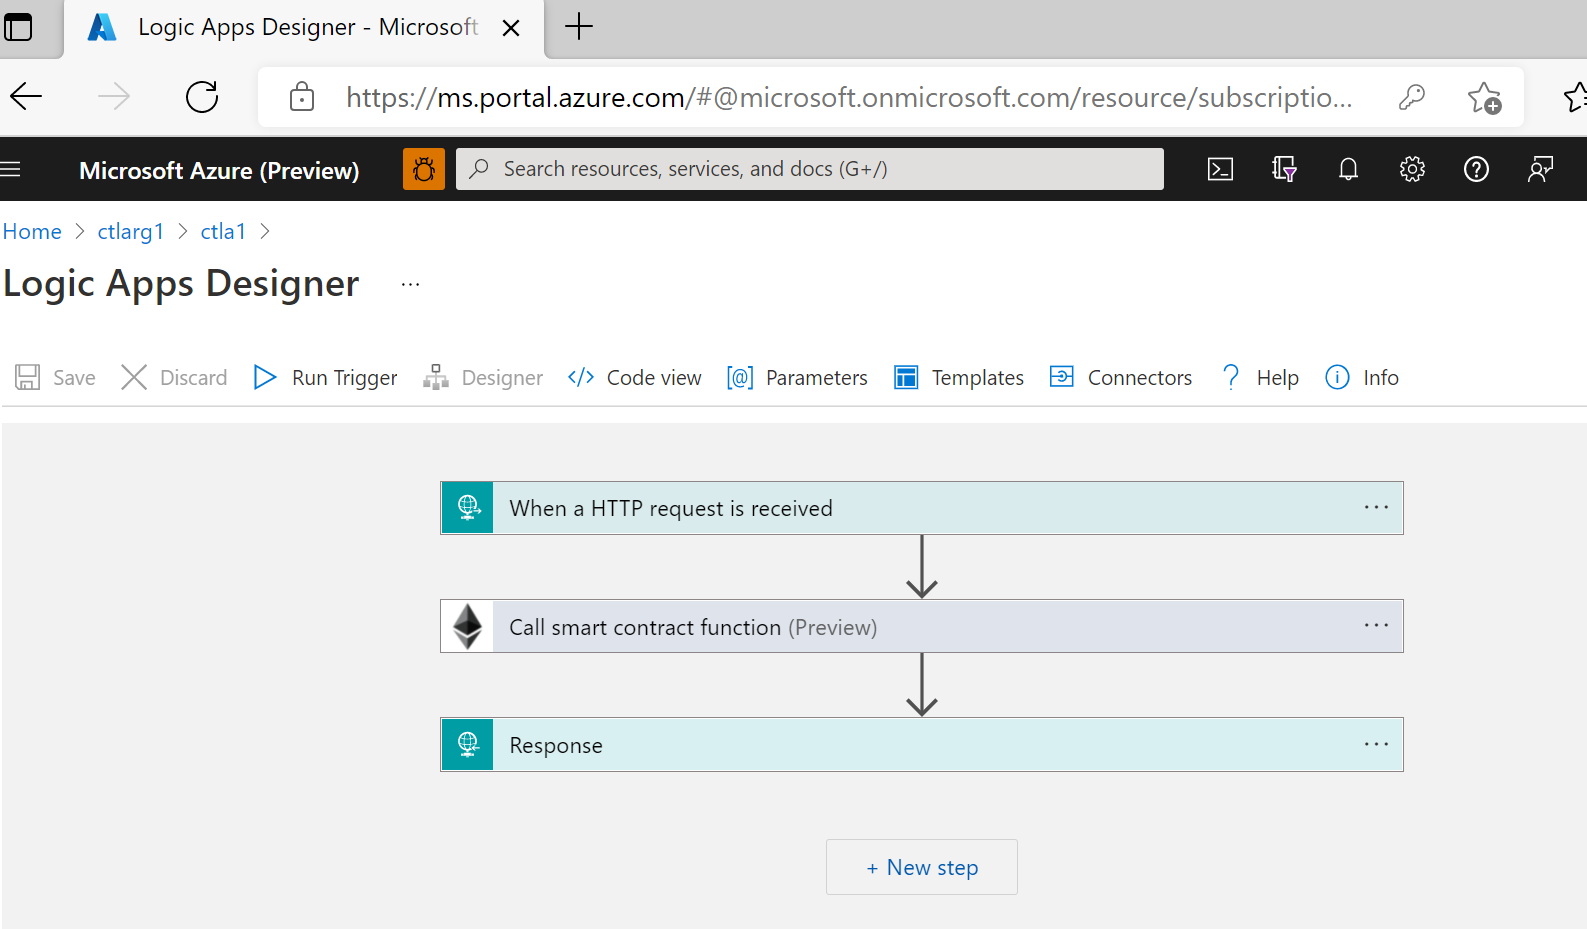 Logic Apps Designer - Microsoft
https://ms.portal.azure.com/#@microsoft.onmicrosoft.com/resource/subscriptio...
Microsoft Azure (Preview)
Search resources, services, and docs (G+/)
Home > ctlarg1 > ctla1 >
Logic Apps Designer ...
Save Discard Run Trigger Designer </> Code view [@] Parameters Templates Connectors ? Help Info
When a HTTP request is received ...
Call smart contract function (Preview) ...
Response ...
+ New step